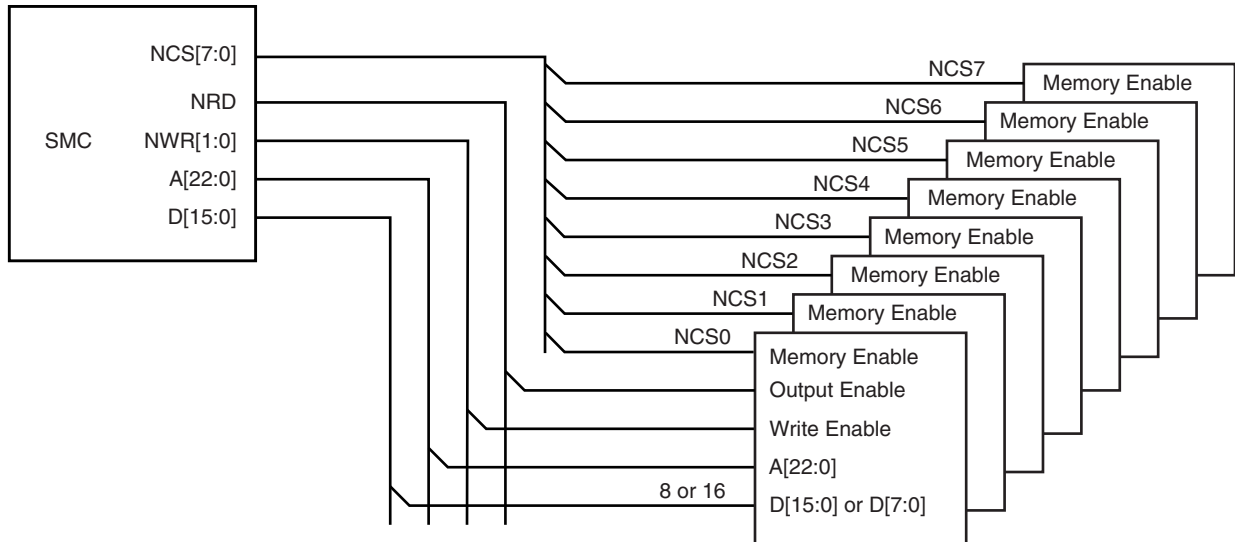 SMC
NCS[7:0]
NRD
NWR[1:0]
A[22:0]
D[15:0]
NCS7
Memory Enable
NCS6
Memory Enable
NCS5
Memory Enable
NCS4
Memory Enable
NCS3
Memory Enable
NCS2
Memory Enable
NCS1
Memory Enable
NCS0
Memory Enable
Output Enable
Write Enable
A[22:0]
8 or 16
D[15:0] or D[7:0]